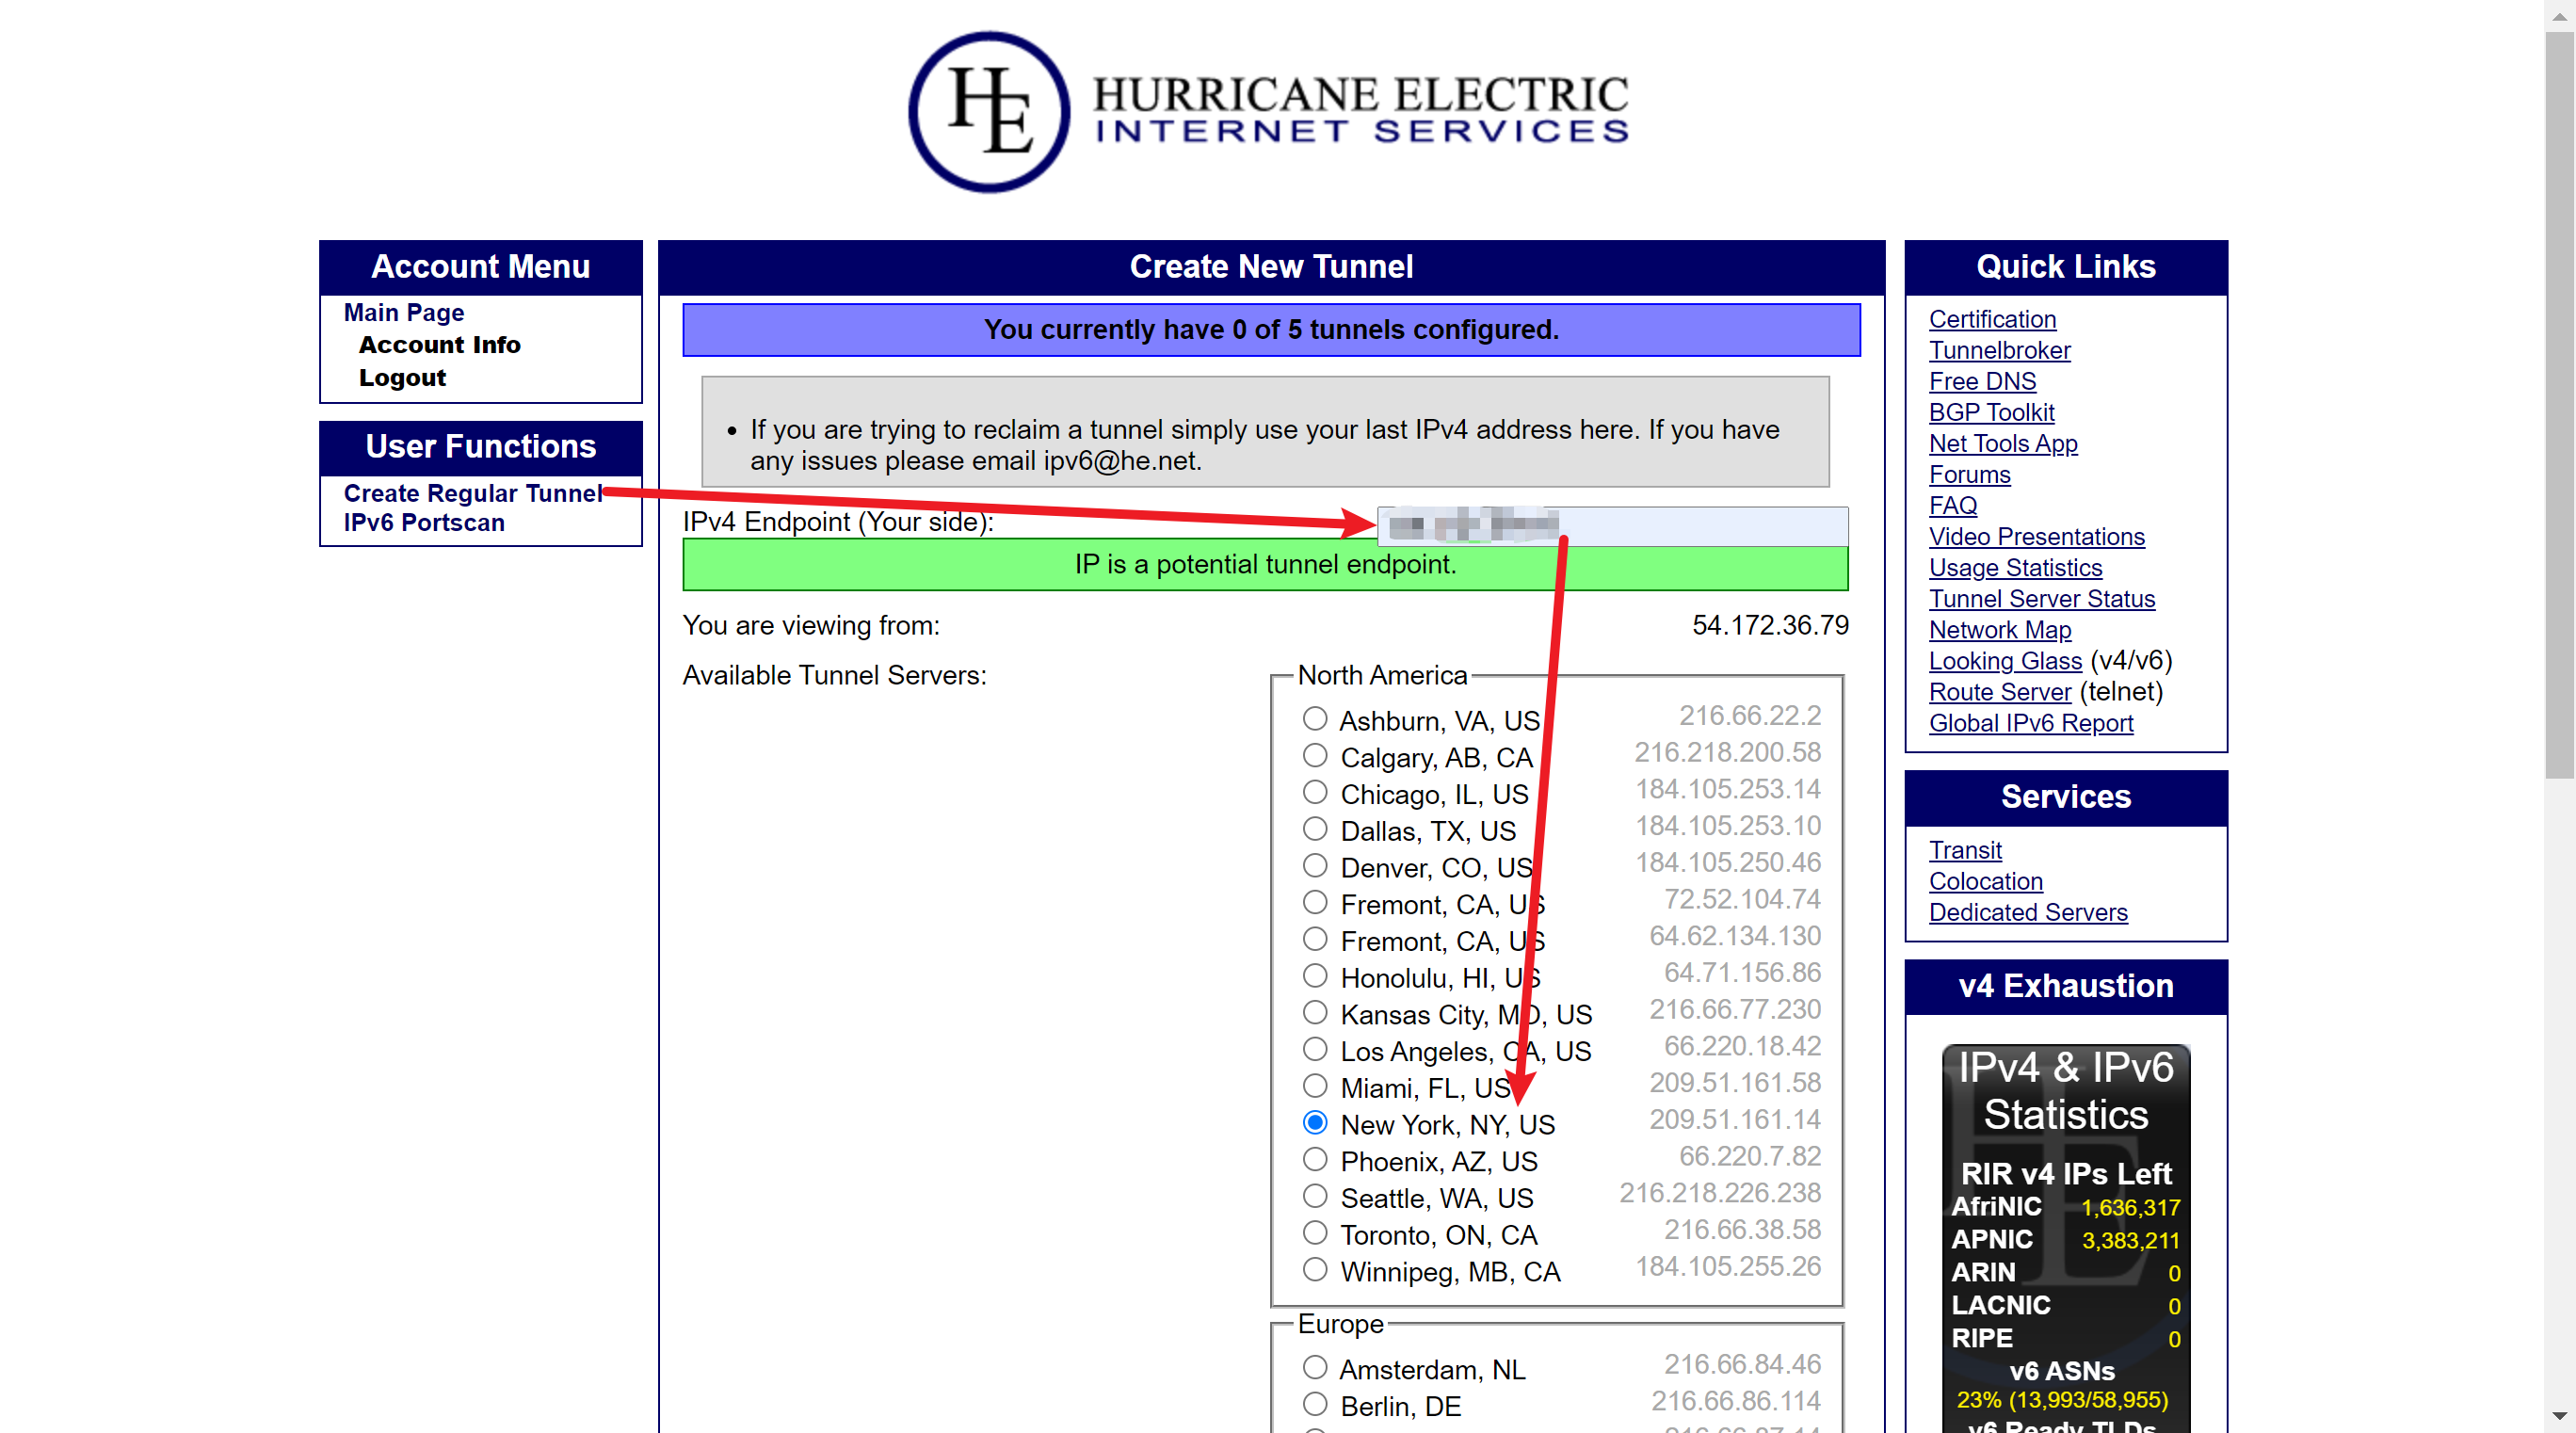 HE HURRICANE ELECTRIC
INTERNET SERVICES
Account Menu
Main Page
Account Info
Logout
User Functions
Create Regular Tunnel
IPv6 Portscan
Create New Tunnel
You currently have 0 of 5 tunnels configured.
• If you are trying to reclaim a tunnel simply use your last IPv4 address here. If you have
any issues please email ipv6@he.net.
IPv4 Endpoint (Your side):
IP is a potential tunnel endpoint.
You are viewing from: 54.172.36.79
Available Tunnel Servers:
North America
Ashburn, VA, US 216.66.22.2
Calgary, AB, CA 216.218.200.58
Chicago, IL, US 184.105.253.14
Dallas, TX, US 184.105.253.10
Denver, CO, US 184.105.250.46
Fremont, CA, US 72.52.104.74
Fremont, CA, US 64.62.134.130
Honolulu, HI, US 64.71.156.86
Kansas City, MO, US 216.66.77.230
Los Angeles, CA, US 66.220.18.42
Miami, FL, US 209.51.161.58
New York, NY, US 209.51.161.14
Phoenix, AZ, US 66.220.7.82
Seattle, WA, US 216.218.226.238
Toronto, ON, CA 216.66.38.58
Winnipeg, MB, CA 184.105.255.26
Europe
Amsterdam, NL 216.66.84.46
Berlin, DE 216.66.86.114
Quick Links
Certification
Tunnelbroker
Free DNS
BGP Toolkit
Net Tools App
Forums
FAQ
Video Presentations
Usage Statistics
Tunnel Server Status
Network Map
Looking Glass (v4/v6)
Route Server (telnet)
Global IPv6 Report
Services
Transit
Colocation
Dedicated Servers
v4 Exhaustion
IPv4 & IPv6
Statistics
RIR v4 IPs Left
AfriNIC 1,636,317
APNIC 3,383,211
ARIN 0
LACNIC 0
RIPE 0
v6 ASNs
23% (13,993/58,955)
v6 Ready TLDs